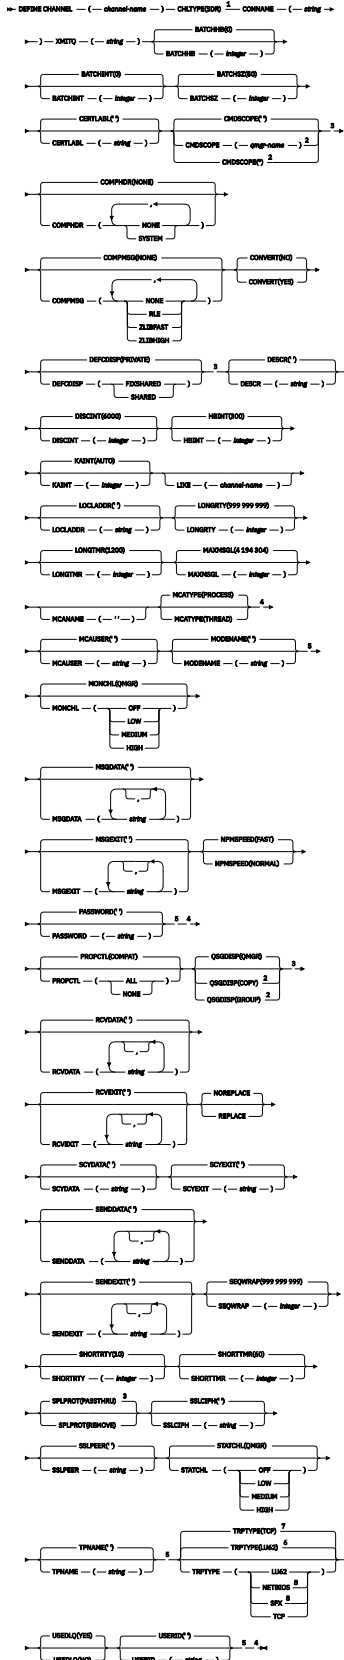 DEFINE CHANNEL ( channel-name ) CHLTYPE(SDR) 1 CONNAME ( string
) XMITQ ( string )
BATCHHB(0)
BATCHHB ( integer )
BATCHINT(0) BATCHSZ(50)
BATCHINT ( integer ) BATCHSZ ( integer )
CERTLABL(' ') CMDSCOPE(' ') 3
CERTLABL ( string ) CMDSCOPE ( qmgr-name ) 2
CMDSCOPE(*) 2
COMPHDR(NONE)
,
COMPHDR ( NONE )
SYSTEM
COMPMSG(NONE) CONVERT(NO)
, CONVERT(YES)
COMPMSG ( NONE )
RLE
ZLIBFAST
ZLIBHIGH
DEFCDISP(PRIVATE) 3 DESCR(' ')
DEFCDISP ( FIXSHARED ) DESCR ( string )
SHARED
DISCINT(6000) HBINT(300)
DISCINT ( integer ) HBINT ( integer )
KAINT(AUTO)
KAINT ( integer ) LIKE ( channel-name )
LOCLADDR(' ') LONGRTY(999 999 999)
LOCLADDR ( string ) LONGRTY ( integer )
LONGTMR(1200) MAXMSGL(4 194 304)
LONGTMR ( integer ) MAXMSGL ( integer )
MCATYPE(PROCESS) 4
MCANAME ( ' ' ) MCATYPE(THREAD)
MCAUSER(' ') MODENAME(' ') 5
MCAUSER ( string ) MODENAME ( string )
MONCHL(QMGR)
MONCHL ( OFF )
LOW
MEDIUM
HIGH
MSGDATA(' ')
,
MSGDATA ( string )
MSGEXIT(' ') NPMSPEED(FAST)
, NPMSPEED(NORMAL)
MSGEXIT ( string )
PASSWORD(' ') 5 4
PASSWORD ( string )
PROPCTL(COMPAT) QSGDISP(QMGR) 3
PROPCTL ( ALL ) QSGDISP(COPY) 2
NONE QSGDISP(GROUP) 2
RCVDATA(' ')
,
RCVDATA ( string )
RCVEXIT(' ') NOREPLACE
, REPLACE
RCVEXIT ( string )
SCYDATA(' ') SCYEXIT(' ')
SCYDATA ( string ) SCYEXIT ( string )
SENDDATA(' ')
,
SENDDATA ( string )
SENDEXIT(' ') SEQWRAP(999 999 999)
, SEQWRAP ( integer )
SENDEXIT ( string )
SHORTRTY(10) SHORTTMR(60)
SHORTRTY ( integer ) SHORTTMR ( integer )
SPLPROT(PASSTHRU) 3 SSLCIPH(' ')
SPLPROT(REMOVE) SSLCIPH ( string )
SSLPEER(' ') STATCHL(QMGR)
SSLPEER ( string ) STATCHL ( OFF )
LOW
MEDIUM
HIGH
TRPTYPE(TCP) 7
TPNAME(' ') 5 TRPTYPE(LU62) 6
TPNAME ( string ) TRPTYPE ( LU62 )
NETBIOS 8
SPX 8
TCP
USEDLQ(YES) USERID(' ') 5 4
USEDLQ(NO) USERID ( string )